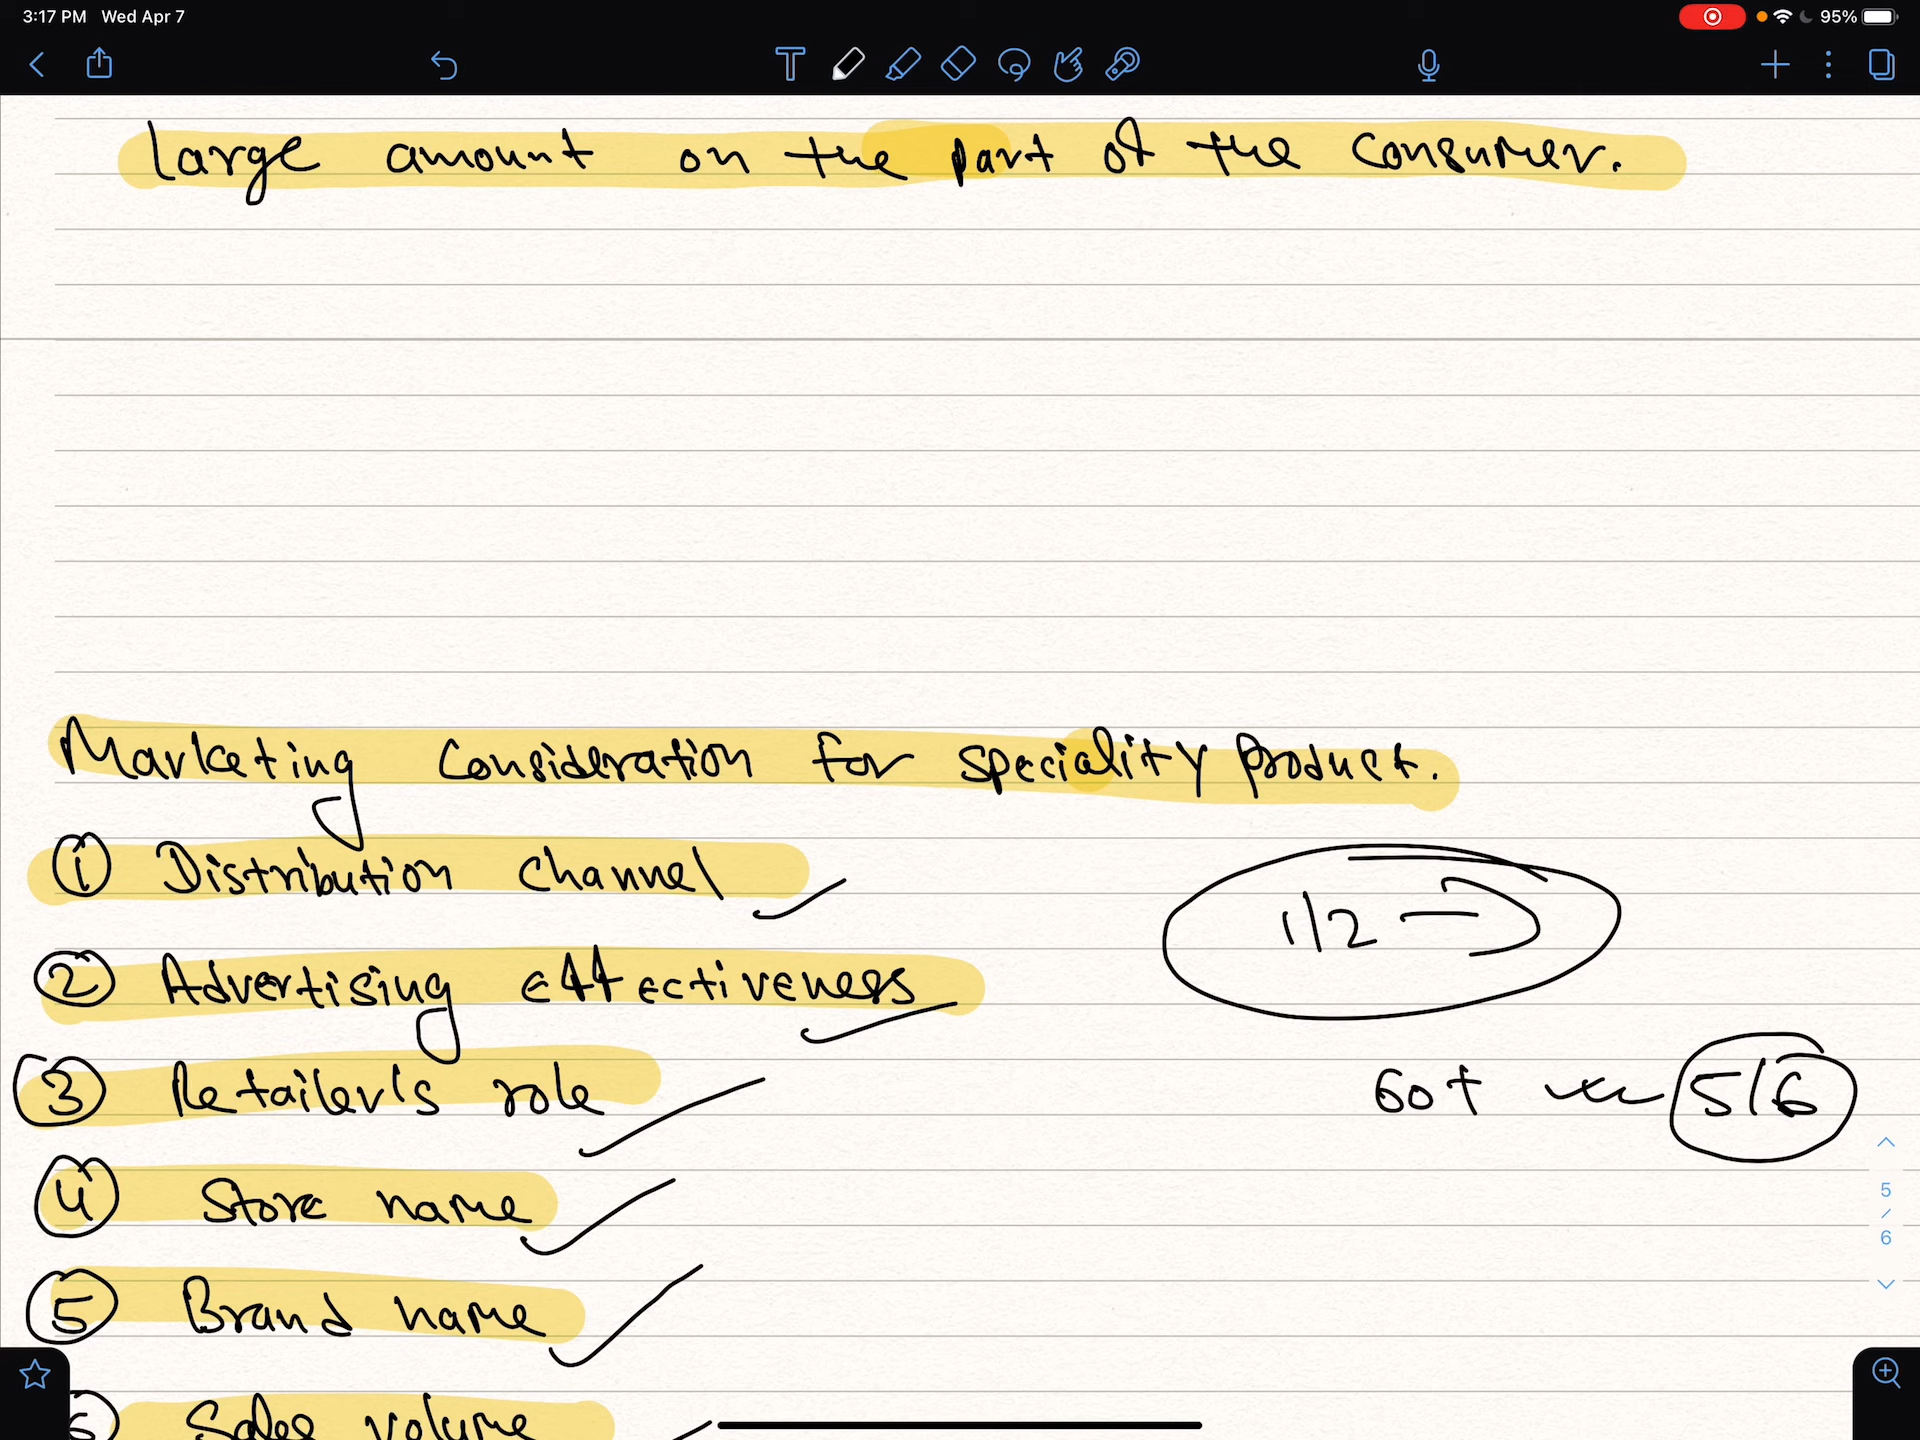 3:17 PM Wed Apr 7
95%
large amount on the part of the consumer.
Marketing consideration for speciality product.
① Distribution channel
1/2
② Advertising effectiveness
③ Retailer's role
60+ 5/6
④ Store name
5
/
6
⑤ Brand name
6 Sales volume